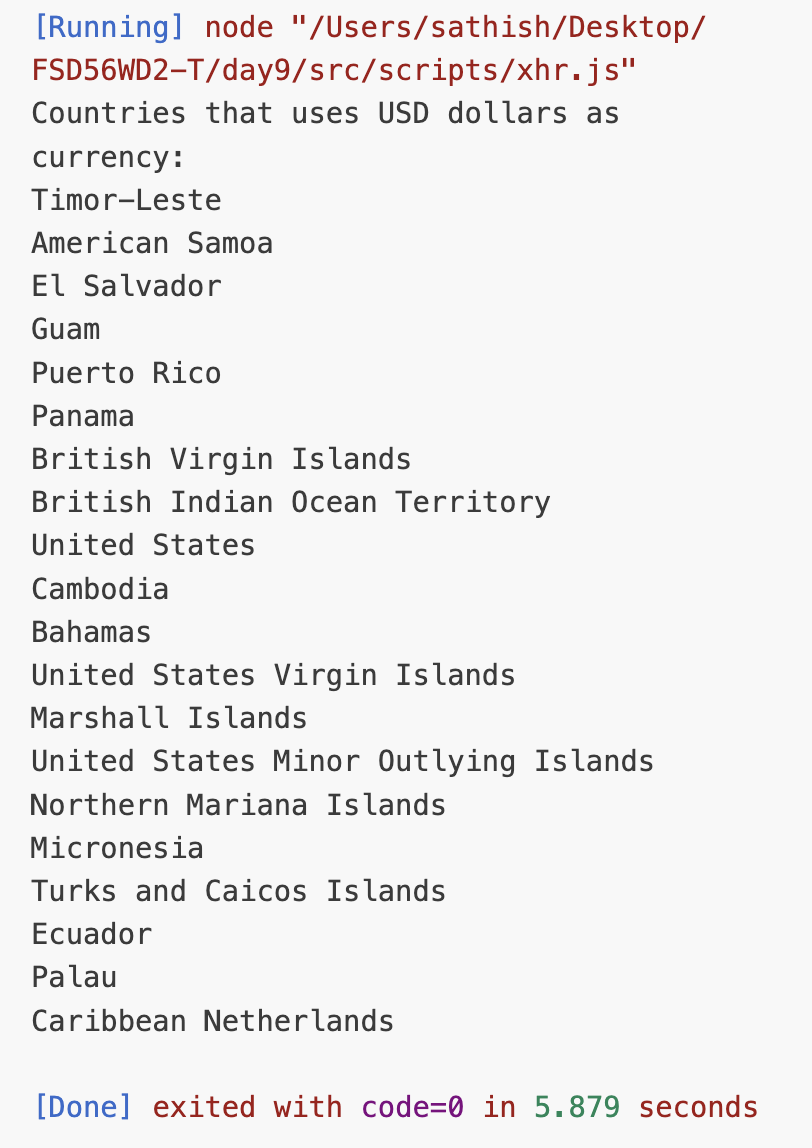 [Running] node "/Users/sathish/Desktop/
FSD56WD2-T/day9/src/scripts/xhr.js"
Countries that uses USD dollars as
currency:
Timor-Leste
American Samoa
El Salvador
Guam
Puerto Rico
Panama
British Virgin Islands
British Indian Ocean Territory
United States
Cambodia
Bahamas
United States Virgin Islands
Marshall Islands
United States Minor Outlying Islands
Northern Mariana Islands
Micronesia
Turks and Caicos Islands
Ecuador
Palau
Caribbean Netherlands
[Done] exited with code=0 in 5.879 seconds